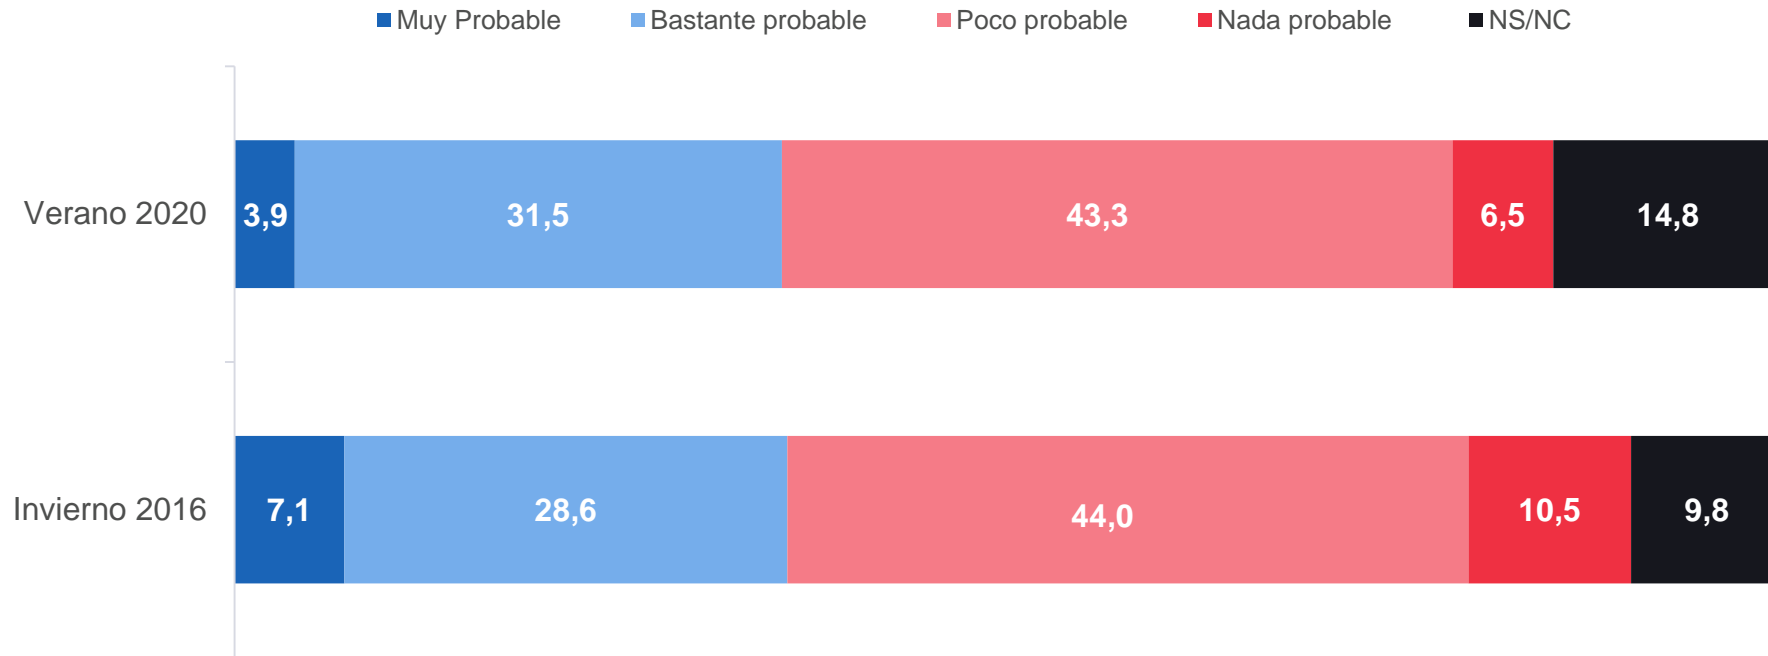 Muy Probable Bastante probable Poco probable Nada probable NS/NC
Verano 2020 3,9 31,5 43,3 6,5 14,8
Invierno 2016 7,1 28,6 44,0 10,5 9,8